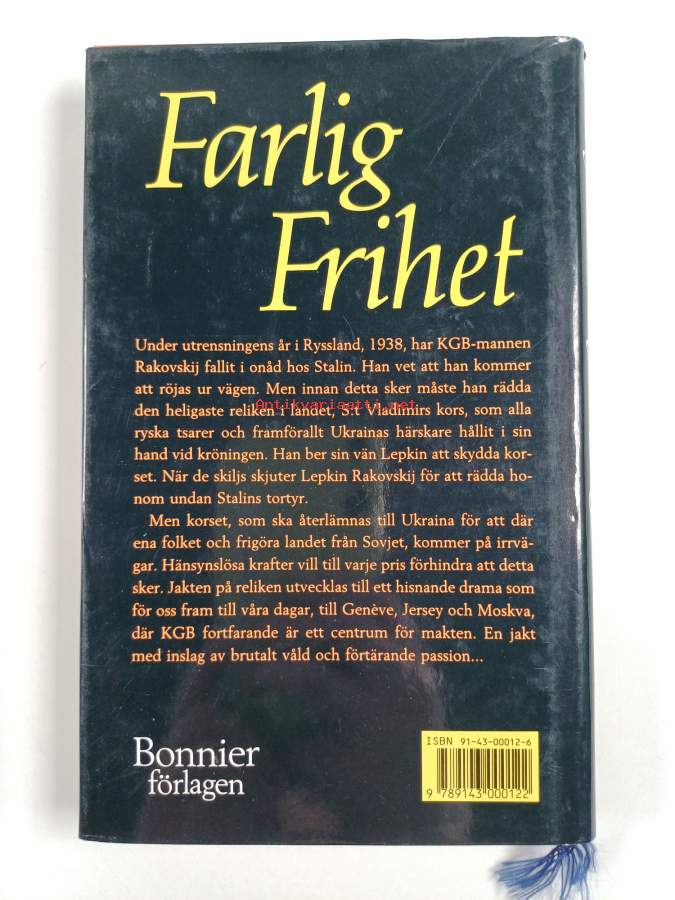 Farlig
Frihet
Under utrensningens år i Ryssland, 1938, har KGB-mannen
Rakovskij fallit i onåd hos Stalin. Han vet att han kommer
att röjas ur vägen. Men innan detta sker måste han rädda
Antikvariaatti.net
den heligaste reliken i landet, S:t Vladimirs kors, som alla
ryska tsarer och framförallt Ukrainas härskare hållit i sin
hand vid kröningen. Han ber sin vän Lepkin att skydda kor-
set. När de skiljs skjuter Lepkin Rakovskij för att rädda ho-
nom undan Stalins tortyr.
Men korset, som ska återlämnas till Ukraina för att där
ena folket och frigöra landet från Sovjet, kommer på irrvä-
gar. Hänsynslösa krafter vill till varje pris förhindra att detta
sker. Jakten på reliken utvecklas till ett hisnande drama som
för oss fram till våra dagar, till Genève, Jersey och Moskva,
där KGB fortfarande är ett centrum för makten. En jakt
med inslag av brutalt våld och förtärande passion...
Bonnier
förlagen
ISBN 91-43-00012-6
9 789143 000122